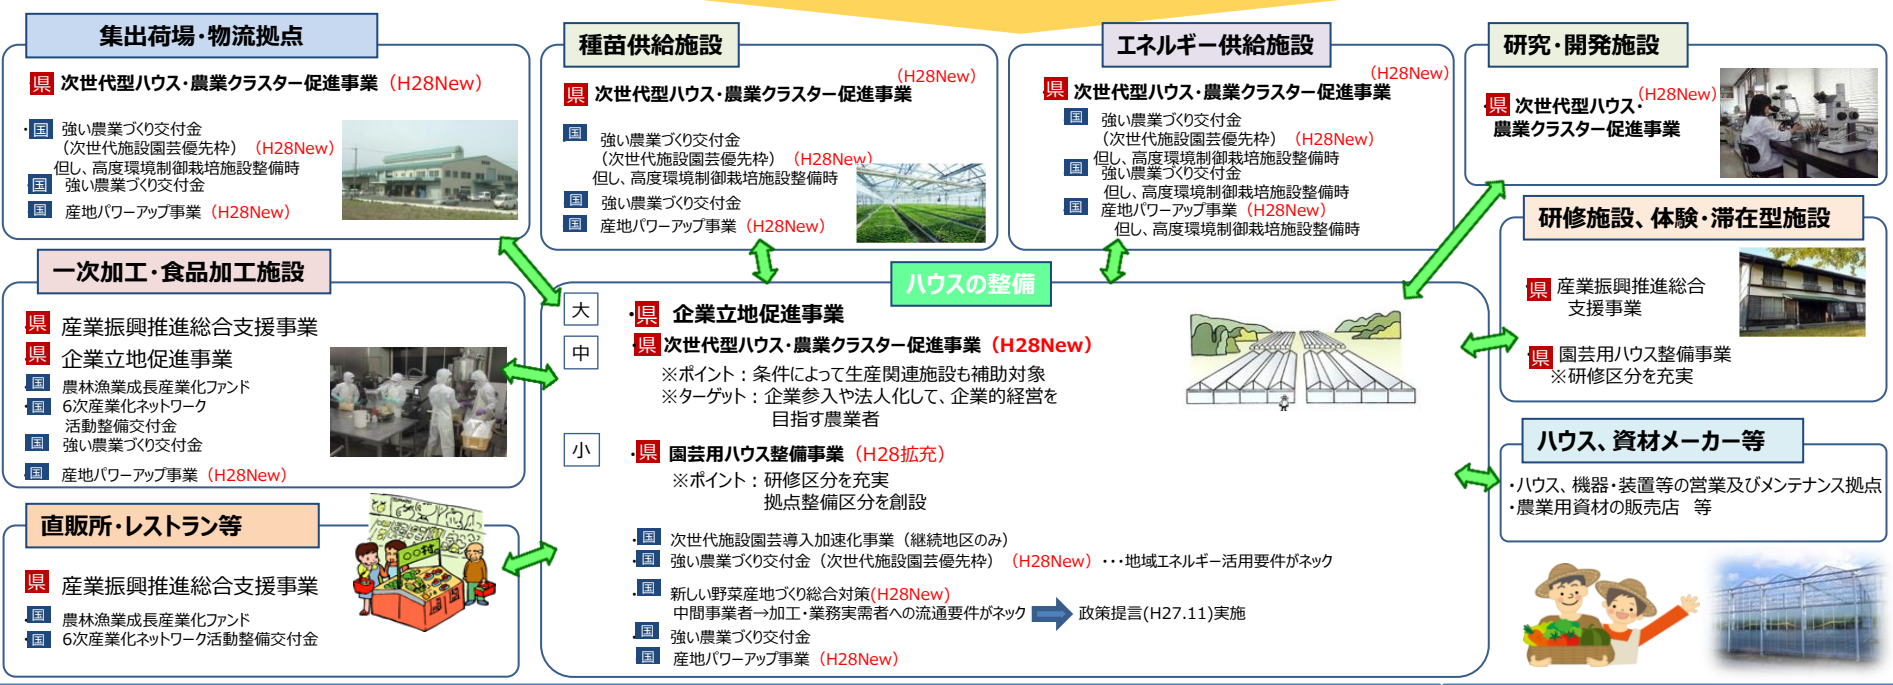 集出荷場・物流拠点
県 次世代型ハウス・農業クラスター促進事業（H28New）
・国 強い農業づくり交付金
（次世代施設園芸優先枠）（H28New）
但し、高度環境制御栽培施設整備時
国 強い農業づくり交付金
国 産地パワーアップ事業（H28New）
種苗供給施設
（H28New）
県 次世代型ハウス・農業クラスター促進事業
国 強い農業づくり交付金
（次世代施設園芸優先枠）（H28New）
但し、高度環境制御栽培施設整備時
国 強い農業づくり交付金
国 産地パワーアップ事業（H28New）
エネルギー供給施設
（H28New）
県 次世代型ハウス・農業クラスター促進事業
国 強い農業づくり交付金
（次世代施設園芸優先枠）（H28New）
但し、高度環境制御栽培施設整備時
国 強い農業づくり交付金
但し、高度環境制御栽培施設整備時
国 産地パワーアップ事業（H28New）
但し、高度環境制御栽培施設整備時
研究・開発施設
（H28New）
・県 次世代型ハウス・
農業クラスター促進事業
一次加工・食品加工施設
県 産業振興推進総合支援事業
県 企業立地促進事業
国 農林漁業成長産業化ファンド
・国 6次産業化ネットワーク
活動整備交付金
国 強い農業づくり交付金
・国 産地パワーアップ事業（H28New）
直販所・レストラン等
県 産業振興推進総合支援事業
・国 農林漁業成長産業化ファンド
・国 6次産業化ネットワーク活動整備交付金
〇〇村
ハウスの整備
大
・県 企業立地促進事業
中
・県 次世代型ハウス・農業クラスター促進事業（H28New）
※ポイント：条件によって生産関連施設も補助対象
※ターゲット：企業参入や法人化して、企業的経営を
目指す農業者
小
・県 園芸用ハウス整備事業（H28拡充）
※ポイント：研修区分を充実
拠点整備区分を創設
・国 次世代施設園芸導入加速化事業（継続地区のみ）
・国 強い農業づくり交付金（次世代施設園芸優先枠）（H28New）・・・地域エネルギー活用要件がネック
・国 新しい野菜産地づくり総合対策(H28New)
中間事業者→加工・業務実需者への流通要件がネック 政策提言(H27.11)実施
・国 強い農業づくり交付金
国 産地パワーアップ事業（H28New）
研修施設、体験・滞在型施設
県 産業振興推進総合
支援事業
・県 園芸用ハウス整備事業
※研修区分を充実
ハウス、資材メーカー等
・ハウス、機器・装置等の営業及びメンテナンス拠点
・農業用資材の販売店　等